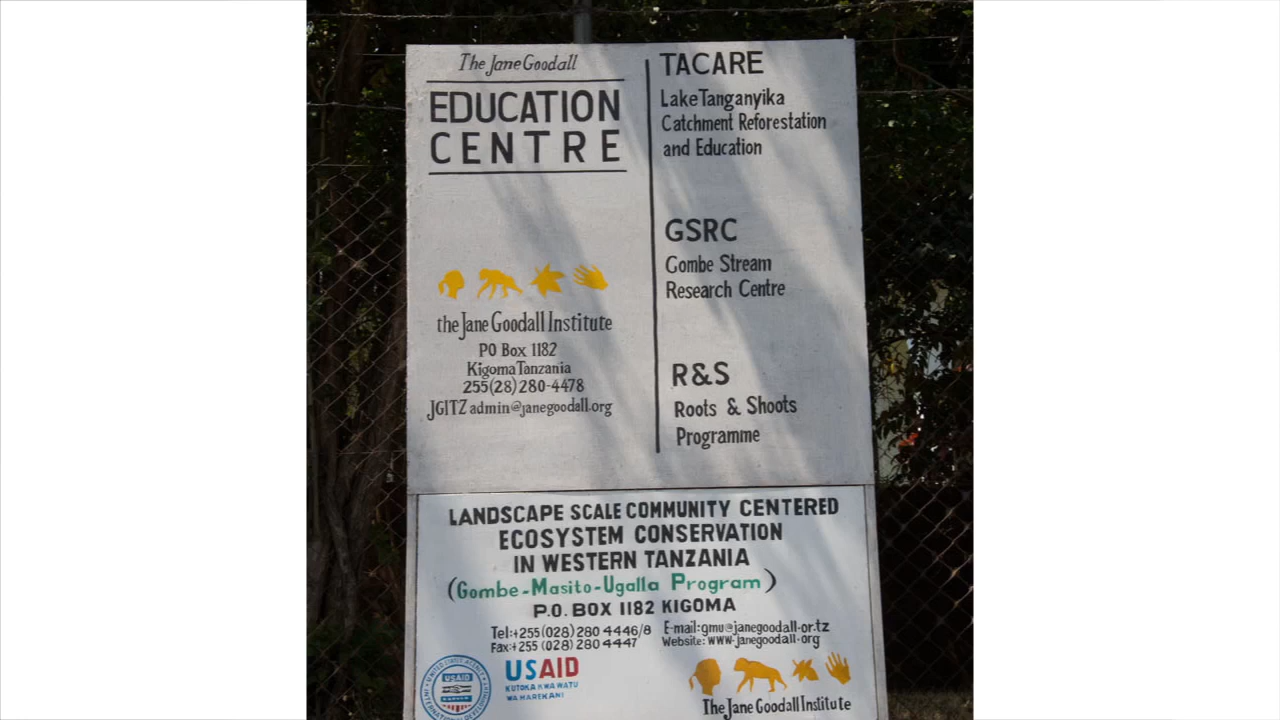 The Jane Goodall
EDUCATION
CENTRE
the Jane Goodall Institute
PO Box 1182
Kigoma Tanzania
255(28) 280-4478
JGITZ admin@janegoodall.org
TACARE
Lake Tanganyika
Catchment Reforestation
and Education
GSRC
Gombe Stream
Research Centre
R&S
Roots & Shoots
Programme
LANDSCAPE SCALE COMMUNITY CENTERED
ECOSYSTEM CONSERVATION
IN WESTERN TANZANIA
(Gombe-Masito-Ugalla Program)
P.O. BOX 1182 KIGOMA
Tel:+255 (028) 280 4446/8
Fax:+255 (028) 280 4447
E-mail:gmu@janegoodall-or.tz
Website: www-janegoodall-org
USAID
USAID
KUTOKA KWA WATU
WA MAREKANI
The Jane Goodall Institute